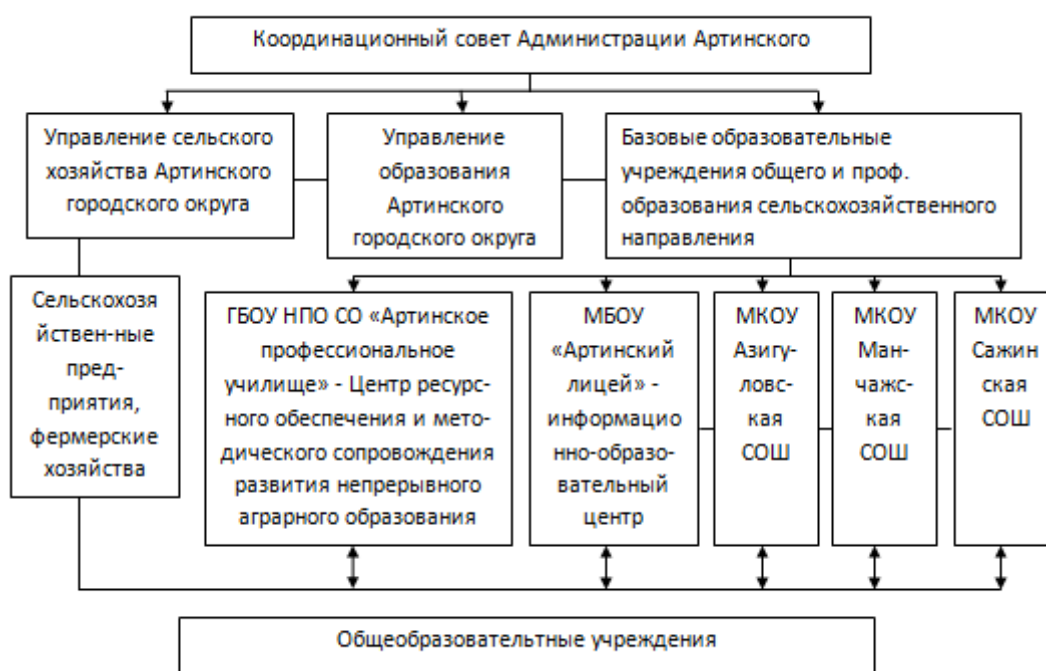 Координационный совет Администрации Артинского
Управление сельского
хозяйства Артинского
городского округа
Управление
образования
Артинского
городского округа
Базовые образовательные
учреждения общего и проф.
образования сельскохозяйственного
направления
Сельскохозя
йствен-ные
пред-
приятия,
фермерские
хозяйства
ГБОУ НПО СО «Артинское
профессиональное
училище» - Центр ресурс-
ного обеспечения и мето-
дического сопровождения
развития непрерывного
аграрного образования
МБОУ
«Артинский
лицей» -
информацио
нно-образо-
вательный
центр
МКОУ
Азигу-
ловс-
кая
СОШ
МКОУ
Ман-
чажс-
кая
СОШ
МКОУ
Сажин
ская
СОШ
Общеобразовательтные учреждения